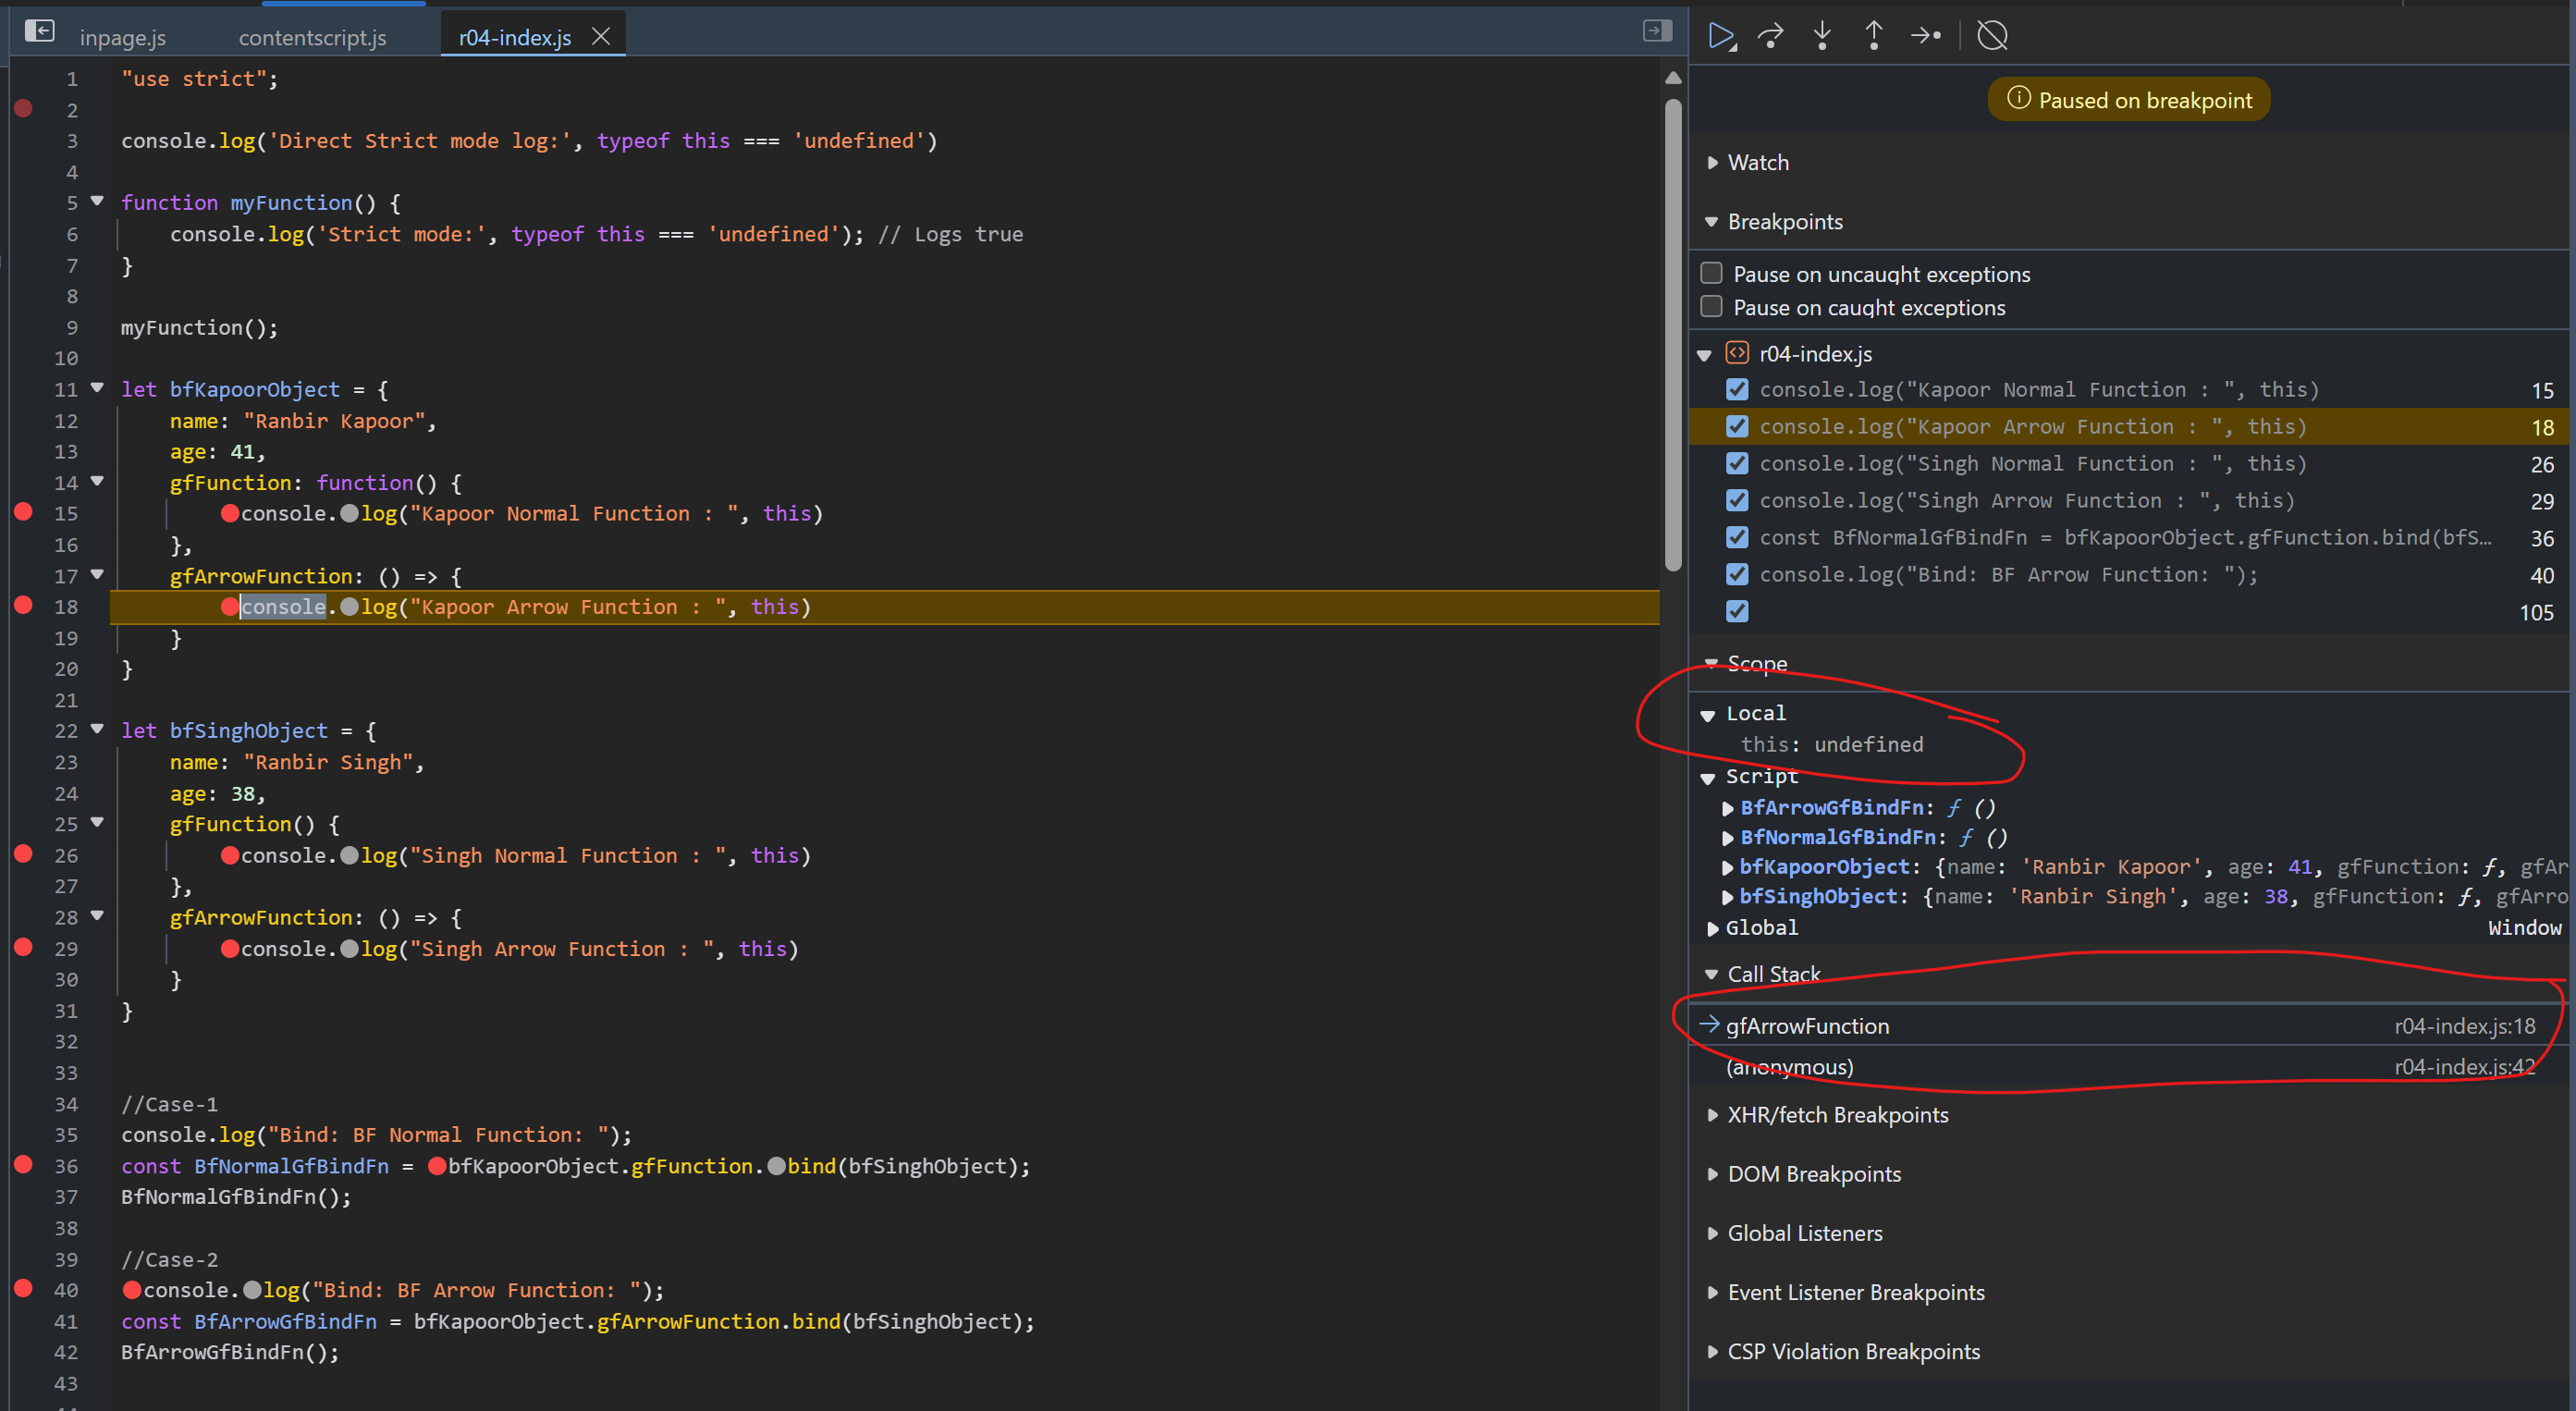 inpage.js contentscript.js r04-index.js
1 "use strict";
2
3 console.log('Direct Strict mode log:', typeof this === 'undefined')
4
5 function myFunction() {
6 console.log('Strict mode:', typeof this === 'undefined'); // Logs true
7 }
8
9 myFunction();
10
11 let bfKapoorObject = {
12 name: "Ranbir Kapoor",
13 age: 41,
14 gfFunction: function() {
15 console.log("Kapoor Normal Function : ", this)
16 },
17 gfArrowFunction: () => {
18 console.log("Kapoor Arrow Function : ", this)
19 }
20 }
21
22 let bfSinghObject = {
23 name: "Ranbir Singh",
24 age: 38,
25 gfFunction() {
26 console.log("Singh Normal Function : ", this)
27 },
28 gfArrowFunction: () => {
29 console.log("Singh Arrow Function : ", this)
30 }
31 }
32
33
34 //Case-1
35 console.log("Bind: BF Normal Function: ");
36 const BfNormalGfBindFn = bfKapoorObject.gfFunction.bind(bfSinghObject);
37 BfNormalGfBindFn();
38
39 //Case-2
40 console.log("Bind: BF Arrow Function: ");
41 const BfArrowGfBindFn = bfKapoorObject.gfArrowFunction.bind(bfSinghObject);
42 BfArrowGfBindFn();
43
Paused on breakpoint
Watch
Breakpoints
Pause on uncaught exceptions
Pause on caught exceptions
r04-index.js
console.log("Kapoor Normal Function : ", this) 15
console.log("Kapoor Arrow Function : ", this) 18
console.log("Singh Normal Function : ", this) 26
console.log("Singh Arrow Function : ", this) 29
const BfNormalGfBindFn = bfKapoorObject.gfFunction.bind(bfS… 36
console.log("Bind: BF Arrow Function: "); 40
105
Scope
Local
this: undefined
Script
BfArrowGfBindFn: ƒ ()
BfNormalGfBindFn: ƒ ()
bfKapoorObject: {name: 'Ranbir Kapoor', age: 41, gfFunction: ƒ, gfAr
bfSinghObject: {name: 'Ranbir Singh', age: 38, gfFunction: ƒ, gfArro
Global Window
Call Stack
gfArrowFunction r04-index.js:18
(anonymous) r04-index.js:42
XHR/fetch Breakpoints
DOM Breakpoints
Global Listeners
Event Listener Breakpoints
CSP Violation Breakpoints